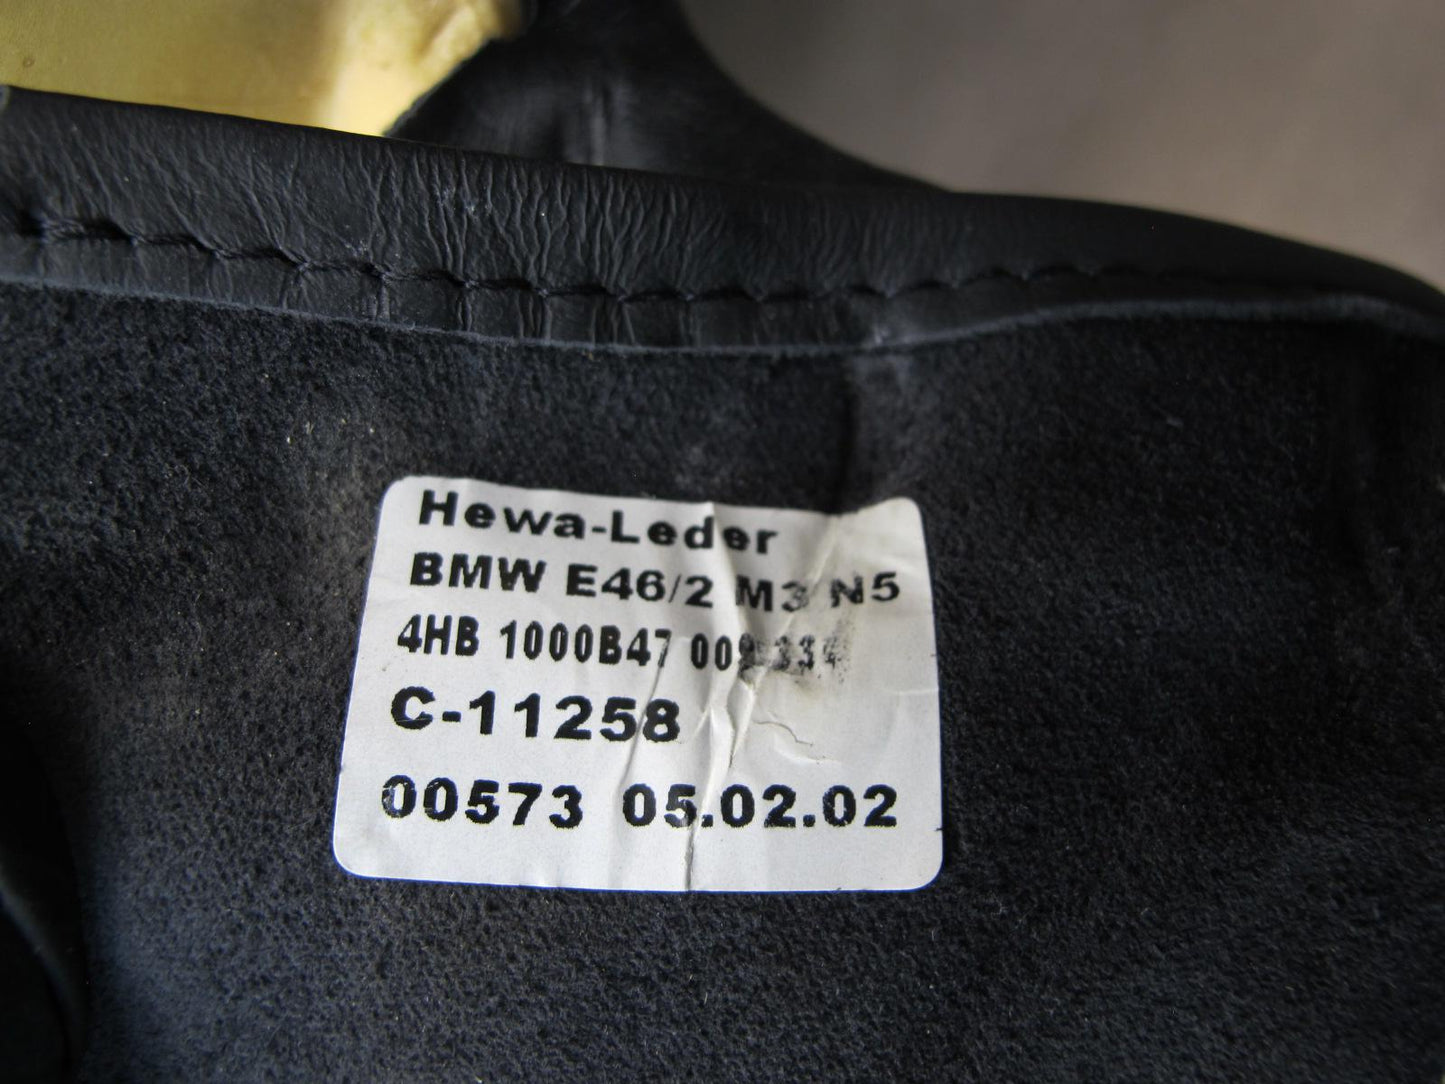 Hewa-Leder
BMW E46/2 M3 N5
4HB 1000B47
C-11258
00573 05.02.02